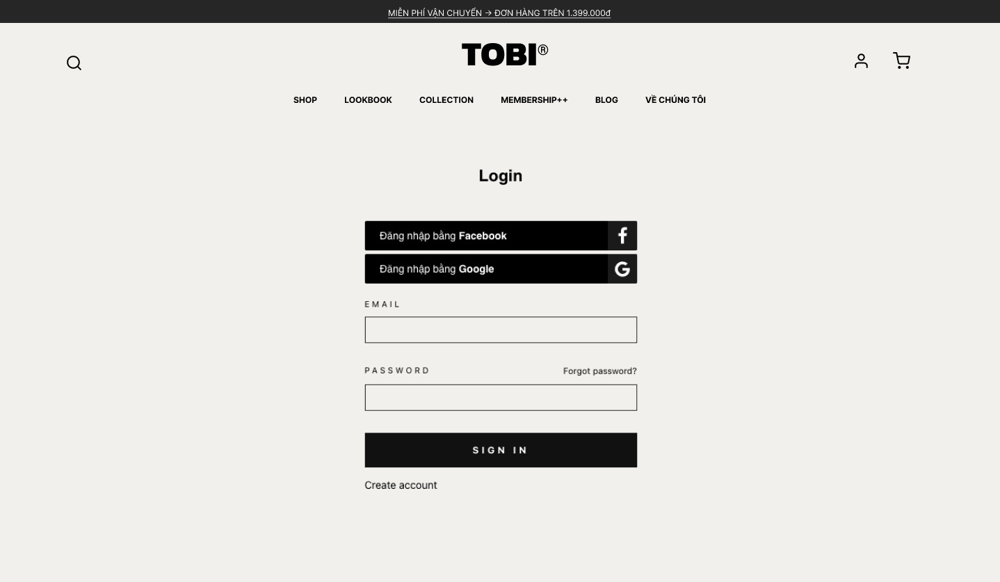 MIỄN PHÍ VẬN CHUYỂN → ĐƠN HÀNG TRÊN 1.399.000đ
TOBI®
SHOP LOOKBOOK COLLECTION MEMBERSHIP++ BLOG VỀ CHÚNG TÔI
Login
Đăng nhập bằng Facebook
Đăng nhập bằng Google
EMAIL
PASSWORD Forgot password?
SIGN IN
Create account